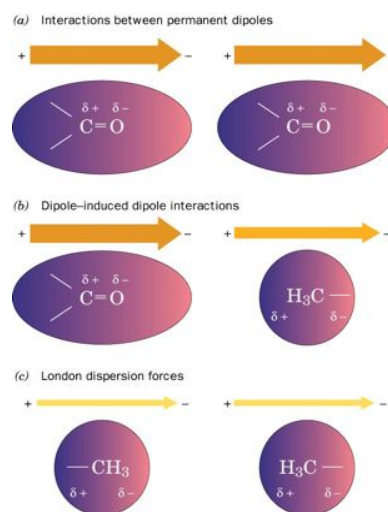 (a) Interactions between permanent dipoles
+ − + −
δ+ δ− δ+ δ−
C=O C=O
(b) Dipole–induced dipole interactions
+ − + −
δ+ δ−
C=O H₃C
δ+ δ−
(c) London dispersion forces
+ − + −
CH₃ H₃C
δ+ δ− δ+ δ−